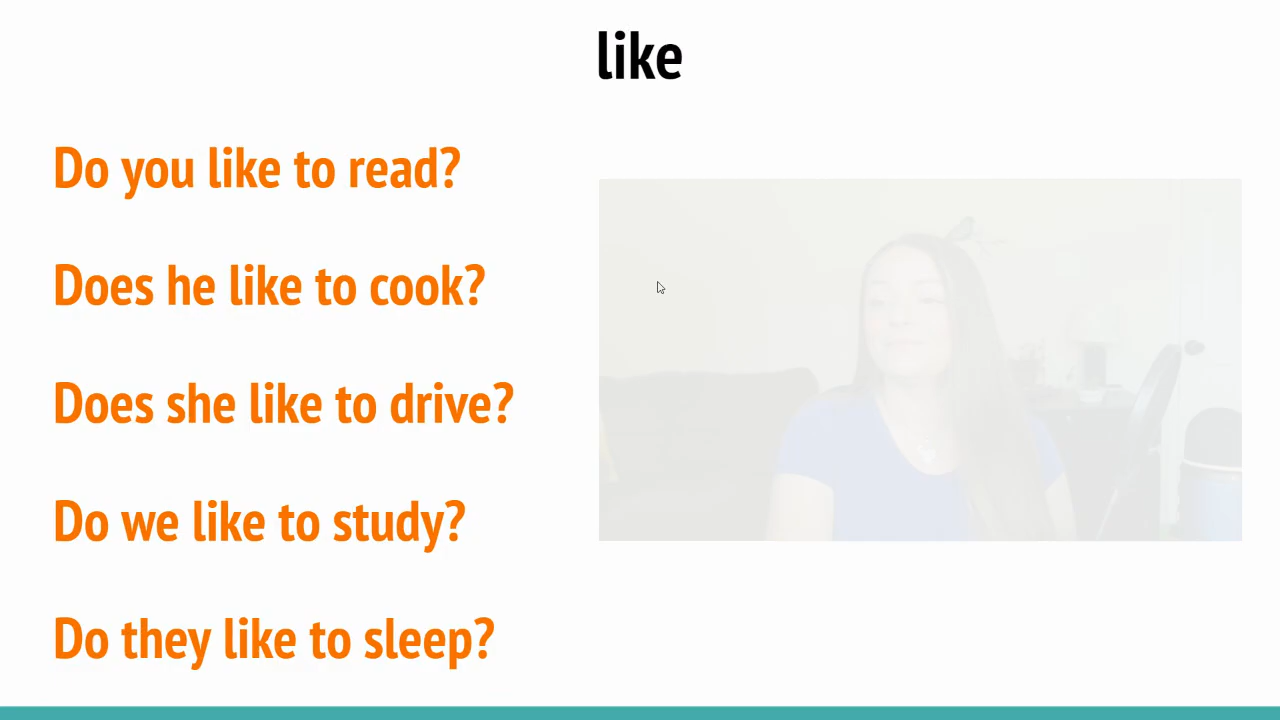 like
Do you like to read?
Does he like to cook?
Does she like to drive?
Do we like to study?
Do they like to sleep?